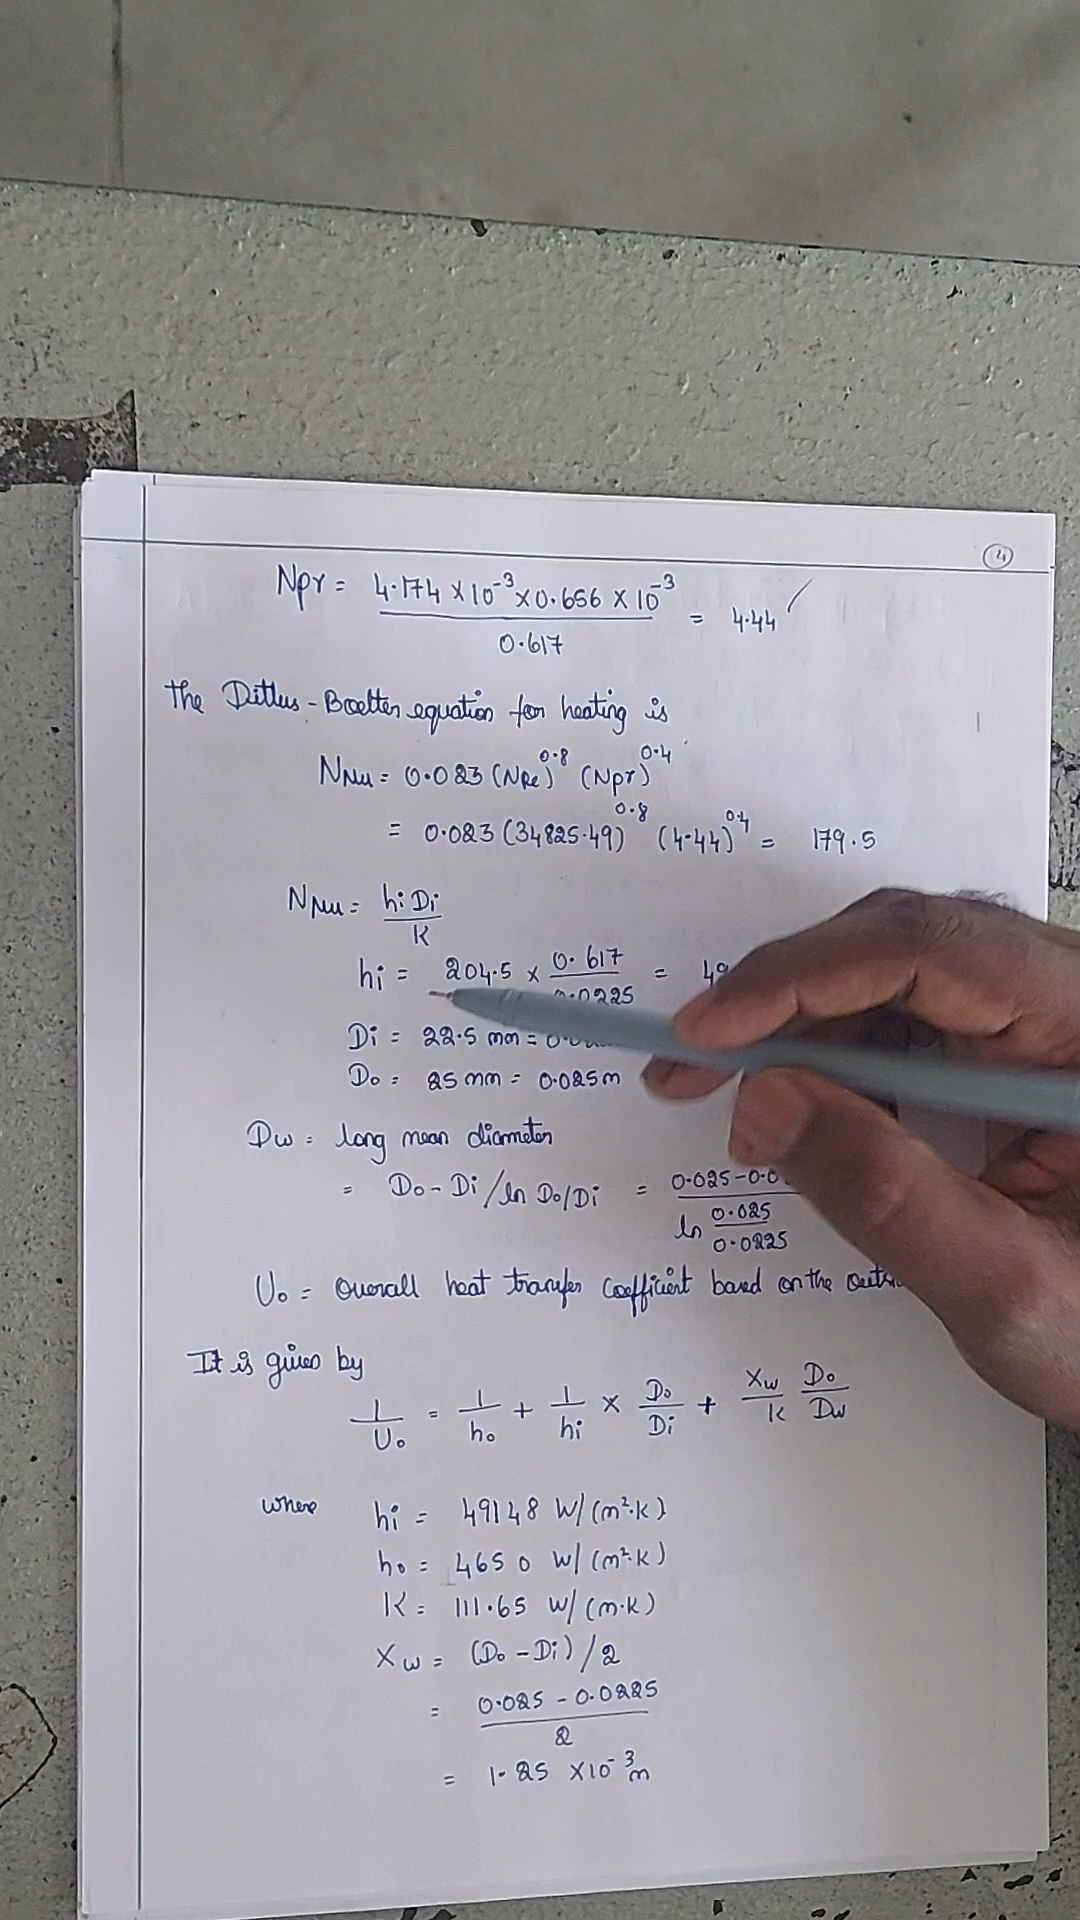 4
Npr = 4.174 × 10⁻³ × 0.656 × 10⁻³ / 0.617 = 4.44
The Dittus - Boelter equation for heating is
NNu = 0.023 (NRe)^0.8 (Npr)^0.4
= 0.023 (34825.49)^0.8 (4.44)^0.4 = 179.5
NNu = hi Di / K
hi = 204.5 × 0.617 / 0.0225 =
Di = 22.5 mm =
Do = 25 mm = 0.025m
Dw = long mean diameter
= Do - Di / ln Do/Di = 0.025 - / ln 0.025 / 0.0225
Uo = overall heat transfer coefficient based on the
It is given by
1/Uo = 1/ho + 1/hi × Do/Di + Xw/K Do/Dw
where hi = 49148 W/(m²·K)
ho = 4650 W/(m²·K)
K = 111.65 W/(m·K)
Xw = (Do - Di) / 2
= 0.025 - 0.0225 / 2
= 1.25 × 10⁻³ m